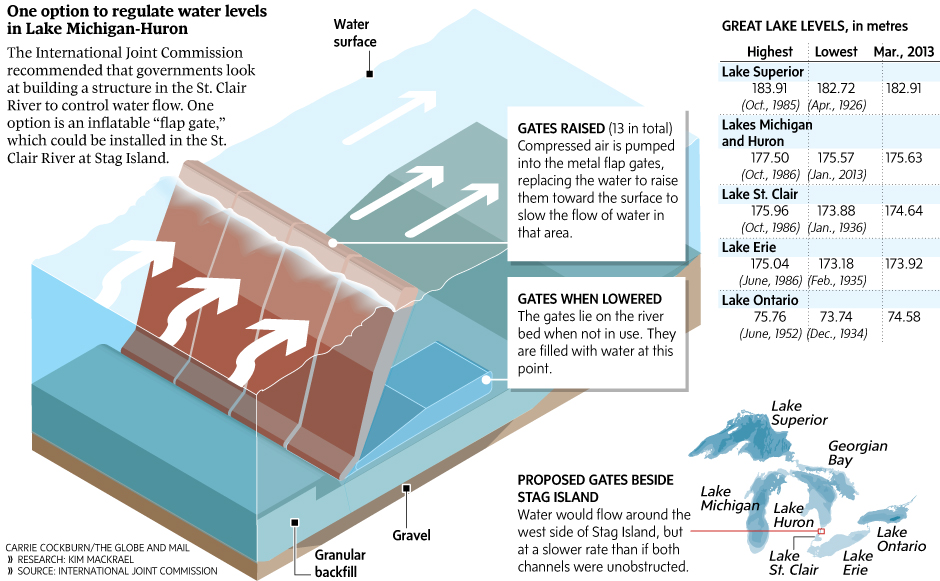 One option to regulate water levels
in Lake Michigan-Huron
The International Joint Commission
recommended that governments look
at building a structure in the St. Clair
River to control water flow. One
option is an inflatable “flap gate,”
which could be installed in the St.
Clair River at Stag Island.
Water
surface
GATES RAISED (13 in total)
Compressed air is pumped
into the metal flap gates,
replacing the water to raise
them toward the surface to
slow the flow of water in
that area.
GATES WHEN LOWERED
The gates lie on the river
bed when not in use. They
are filled with water at this
point.
Gravel
Granular
backfill
PROPOSED GATES BESIDE
STAG ISLAND
Water would flow around the
west side of Stag Island, but
at a slower rate than if both
channels were unobstructed.
GREAT LAKE LEVELS, in metres
Highest Lowest Mar., 2013
Lake Superior
183.91 182.72 182.91
(Oct., 1985) (Apr., 1926)
Lakes Michigan
and Huron
177.50 175.57 175.63
(Oct., 1986) (Jan., 2013)
Lake St. Clair
175.96 173.88 174.64
(Oct., 1986) (Jan., 1936)
Lake Erie
175.04 173.18 173.92
(June, 1986) (Feb., 1935)
Lake Ontario
75.76 73.74 74.58
(June, 1952) (Dec., 1934)
Lake
Superior
Georgian
Bay
Lake
Michigan
Lake
Huron
Lake
Ontario
Lake
St. Clair
Lake
Erie
CARRIE COCKBURN/THE GLOBE AND MAIL
» RESEARCH: KIM MACKRAEL
» SOURCE: INTERNATIONAL JOINT COMMISSION